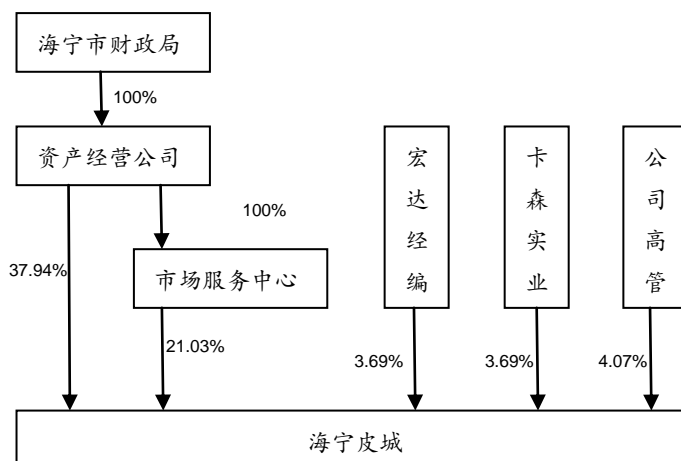 海宁市财政局
100%
资产经营公司
宏达经编
卡森实业
公司高管
100%
37.94%
市场服务中心
21.03%
3.69%
3.69%
4.07%
海宁皮城